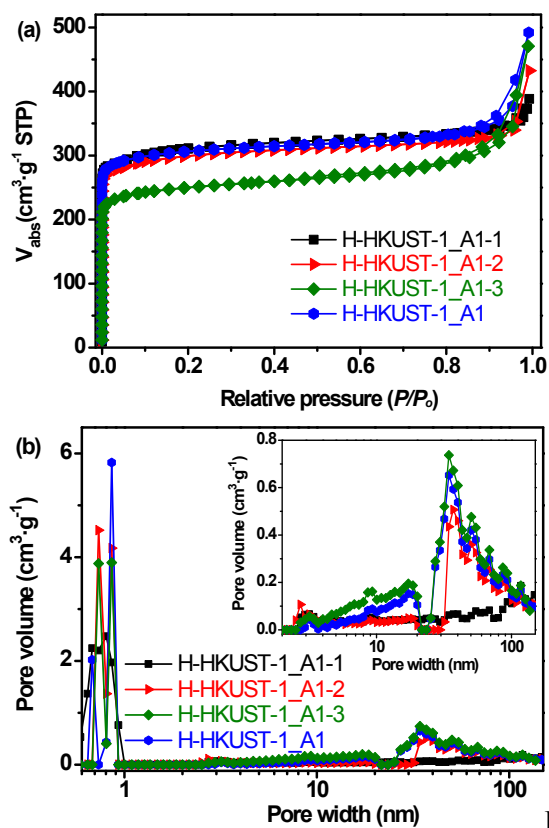 (a)
500
400
300
200
100
0
V_abs(cm³·g⁻¹ STP)
H-HKUST-1_A1-1
H-HKUST-1_A1-2
H-HKUST-1_A1-3
H-HKUST-1_A1
0.0 0.2 0.4 0.6 0.8 1.0
Relative pressure (P/Pₒ)
(b)
6
4
2
0
Pore volume (cm³·g⁻¹)
0.8
0.6
0.4
0.2
0.0
Pore volume (cm³·g⁻¹)
10 100
Pore width (nm)
H-HKUST-1_A1-1
H-HKUST-1_A1-2
H-HKUST-1_A1-3
H-HKUST-1_A1
1 10 100
Pore width (nm)